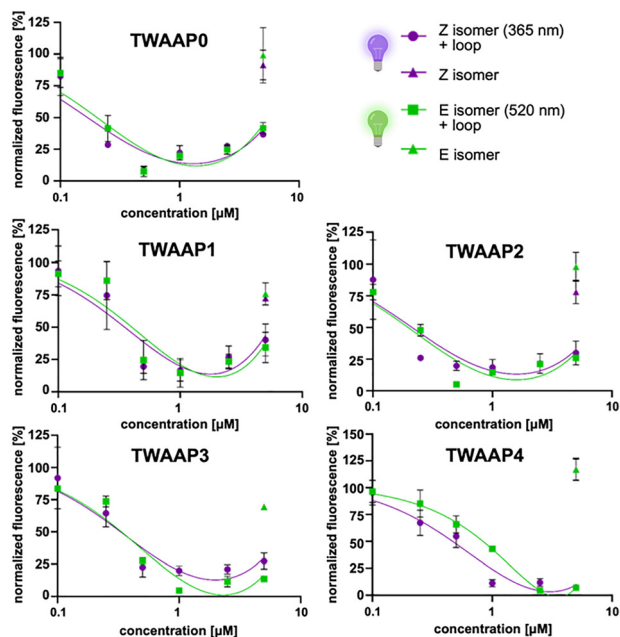 TWAAP0
normalized fluorescence [%]
125
100
75
50
25
0
0.1
1
10
concentration [µM]
Z isomer (365 nm)
+ loop
Z isomer
E isomer (520 nm)
+ loop
E isomer
TWAAP1
normalized fluorescence [%]
125
100
75
50
25
0
0.1
1
10
concentration [µM]
TWAAP2
normalized fluorescence [%]
125
100
75
50
25
0
0.1
1
10
concentration [µM]
TWAAP3
normalized fluorescence [%]
125
100
75
50
25
0
0.1
1
10
concentration [µM]
TWAAP4
normalized fluorescence [%]
150
125
100
75
50
25
0
0.1
1
10
concentration [µM]